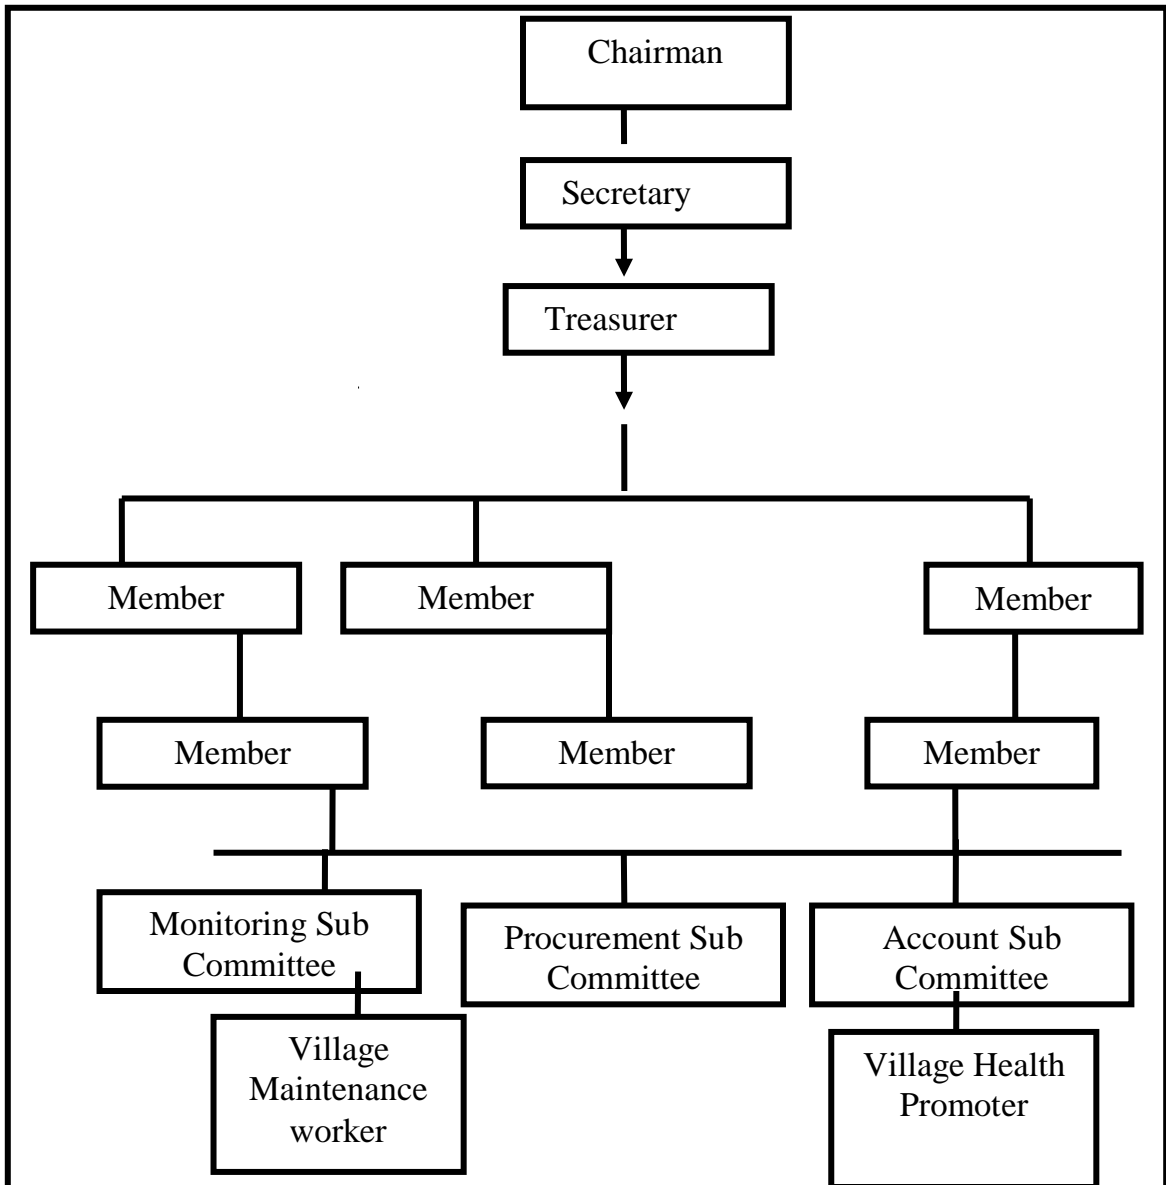 Chairman
Secretary
Treasurer
Member
Member
Member
Member
Member
Member
Monitoring Sub
Committee
Procurement Sub
Committee
Account Sub
Committee
Village
Maintenance
worker
Village Health
Promoter